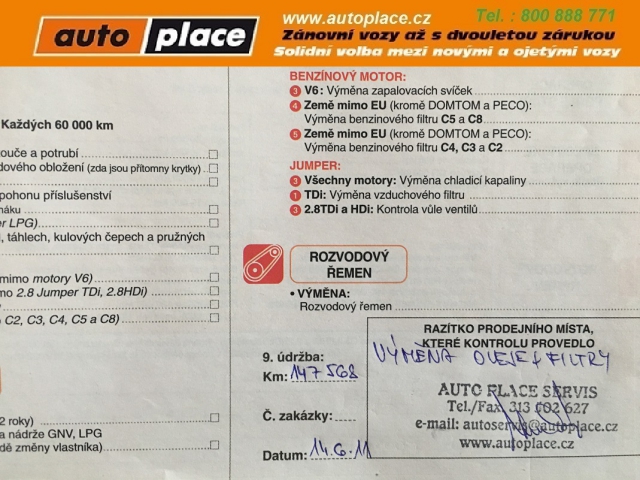 auto place
www.autoplace.cz
Tel. : 800 888 771
Zánovní vozy až s dvouletou zárukou
Solidní volba mezi novými a ojetými vozy
Každých 60 000 km
ouče a potrubí
dového obložení (zda jsou přítomny krytky)
pohonu příslušenství
náku
er LPG)
, táhlech, kulových čepech a pružných
mimo motory V6)
no 2.8 Jumper TDi, 2.8HDi)
C2, C3, C4, C5 a C8)
2 roky)
a nádrže GNV, LPG
dě změny vlastníka)
BENZÍNOVÝ MOTOR:
3 V6: Výměna zapalovacích svíček
4 Země mimo EU (kromě DOMTOM a PECO):
Výměna benzinového filtru C5 a C8
5 Země mimo EU (kromě DOMTOM a PECO):
Výměna benzinového filtru C4, C3 a C2
JUMPER:
3 Všechny motory: Výměna chladicí kapaliny
1 TDi: Výměna vzduchového filtru
3 2.8TDi a HDi: Kontrola vůle ventilů
ROZVODOVÝ
ŘEMEN
• VÝMĚNA:
Rozvodový řemen
9. údržba:
Km: 147 568
Č. zakázky:
Datum: 14.6.11
RAZÍTKO PRODEJNÍHO MÍSTA,
KTERÉ KONTROLU PROVEDLO
VÝMĚNA OLEJE + FILTRY
AUTO PLACE SERVIS
Tel./Fax 313 502 627
e-mail: autoservis@autoplace.cz
www.autoplace.cz